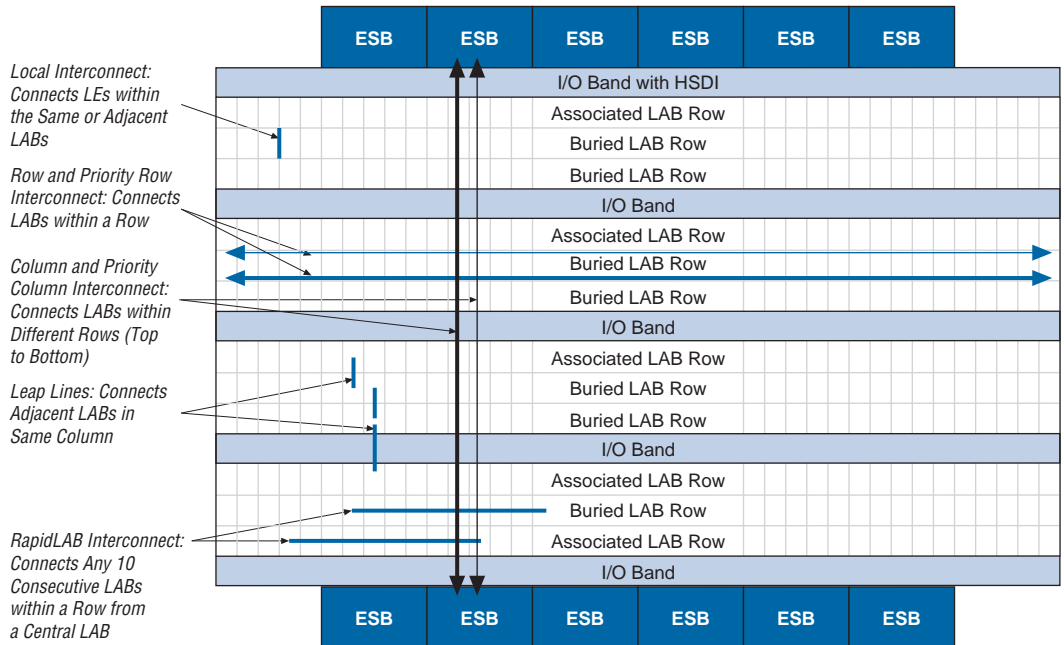 ESB ESB ESB ESB ESB ESB
Local Interconnect:
Connects LEs within
the Same or Adjacent
LABs
Row and Priority Row
Interconnect: Connects
LABs within a Row
Column and Priority
Column Interconnect:
Connects LABs within
Different Rows (Top
to Bottom)
Leap Lines: Connects
Adjacent LABs in
Same Column
RapidLAB Interconnect:
Connects Any 10
Consecutive LABs
within a Row from
a Central LAB
I/O Band with HSDI
Associated LAB Row
Buried LAB Row
Buried LAB Row
I/O Band
Associated LAB Row
Buried LAB Row
Buried LAB Row
I/O Band
Associated LAB Row
Buried LAB Row
Buried LAB Row
I/O Band
Associated LAB Row
Buried LAB Row
Associated LAB Row
I/O Band
ESB ESB ESB ESB ESB ESB